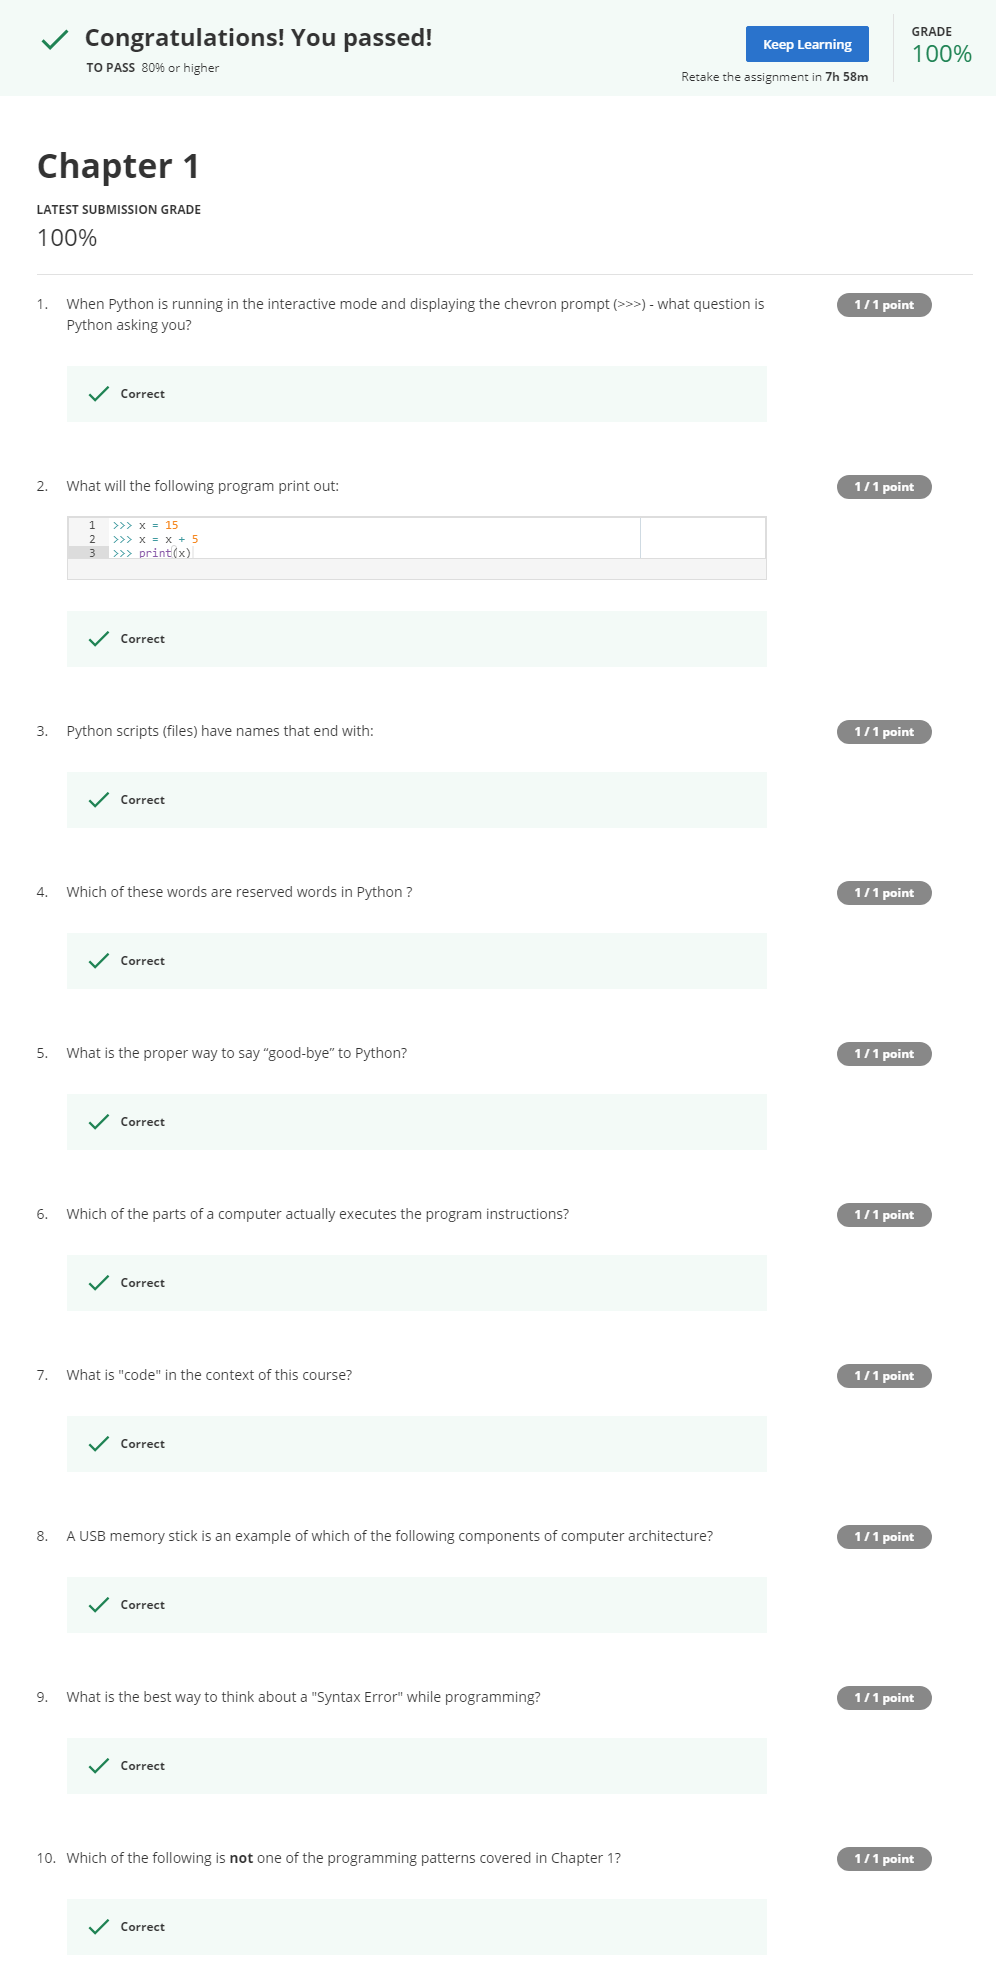 Congratulations! You passed!
TO PASS 80% or higher
Keep Learning
Retake the assignment in 7h 58m
GRADE
100%
Chapter 1
LATEST SUBMISSION GRADE
100%
1. When Python is running in the interactive mode and displaying the chevron prompt (>>>) - what question is
Python asking you?
1 / 1 point
Correct
2. What will the following program print out:
1 / 1 point
1 >>> x = 15
2 >>> x = x + 5
3 >>> print(x)
Correct
3. Python scripts (files) have names that end with:
1 / 1 point
Correct
4. Which of these words are reserved words in Python ?
1 / 1 point
Correct
5. What is the proper way to say “good-bye” to Python?
1 / 1 point
Correct
6. Which of the parts of a computer actually executes the program instructions?
1 / 1 point
Correct
7. What is "code" in the context of this course?
1 / 1 point
Correct
8. A USB memory stick is an example of which of the following components of computer architecture?
1 / 1 point
Correct
9. What is the best way to think about a "Syntax Error" while programming?
1 / 1 point
Correct
10. Which of the following is not one of the programming patterns covered in Chapter 1?
1 / 1 point
Correct